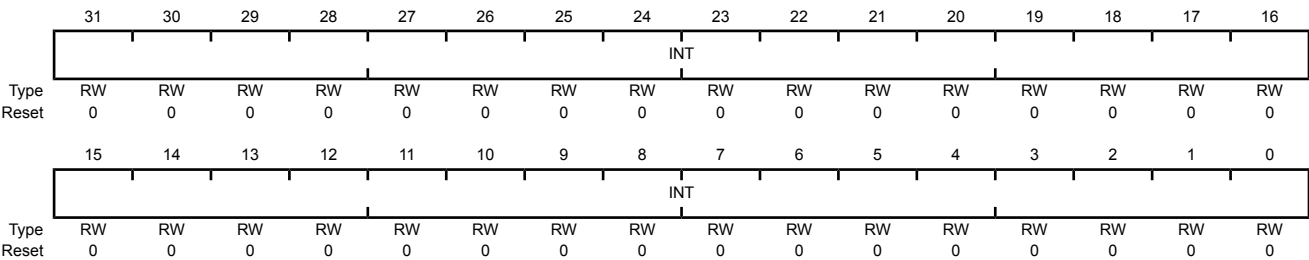 31 30 29 28 27 26 25 24 23 22 21 20 19 18 17 16
INT
Type RW RW RW RW RW RW RW RW RW RW RW RW RW RW RW RW
Reset 0 0 0 0 0 0 0 0 0 0 0 0 0 0 0 0
15 14 13 12 11 10 9 8 7 6 5 4 3 2 1 0
INT
Type RW RW RW RW RW RW RW RW RW RW RW RW RW RW RW RW
Reset 0 0 0 0 0 0 0 0 0 0 0 0 0 0 0 0